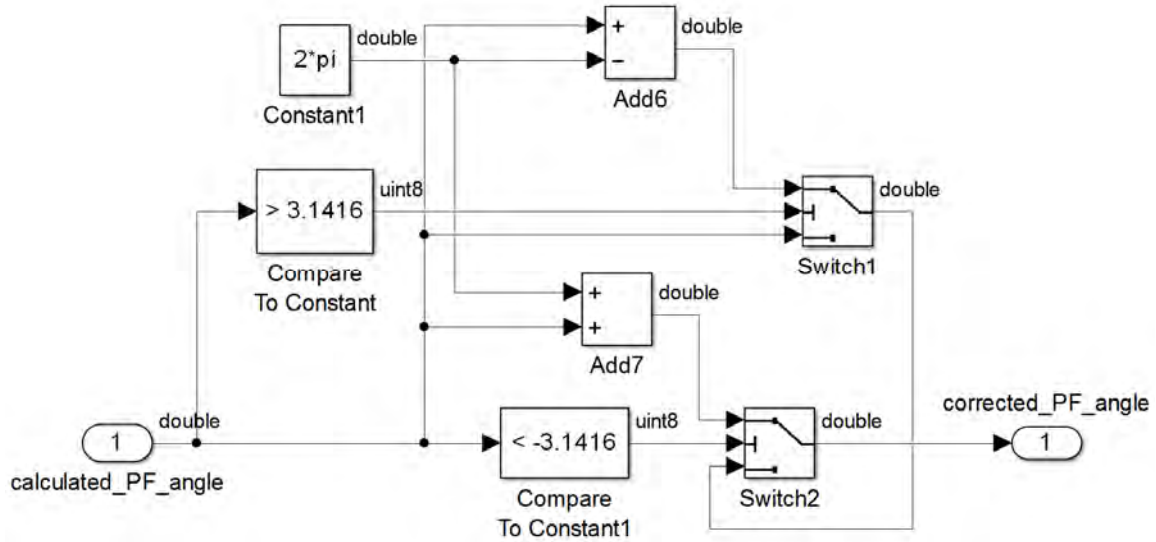 double
+
−
double
2*pi
Constant1
Add6
uint8
> 3.1416
Compare
To Constant
double
Switch1
+
+
double
Add7
double
1
calculated_PF_angle
< -3.1416
uint8
Compare
To Constant1
double
Switch2
corrected_PF_angle
1